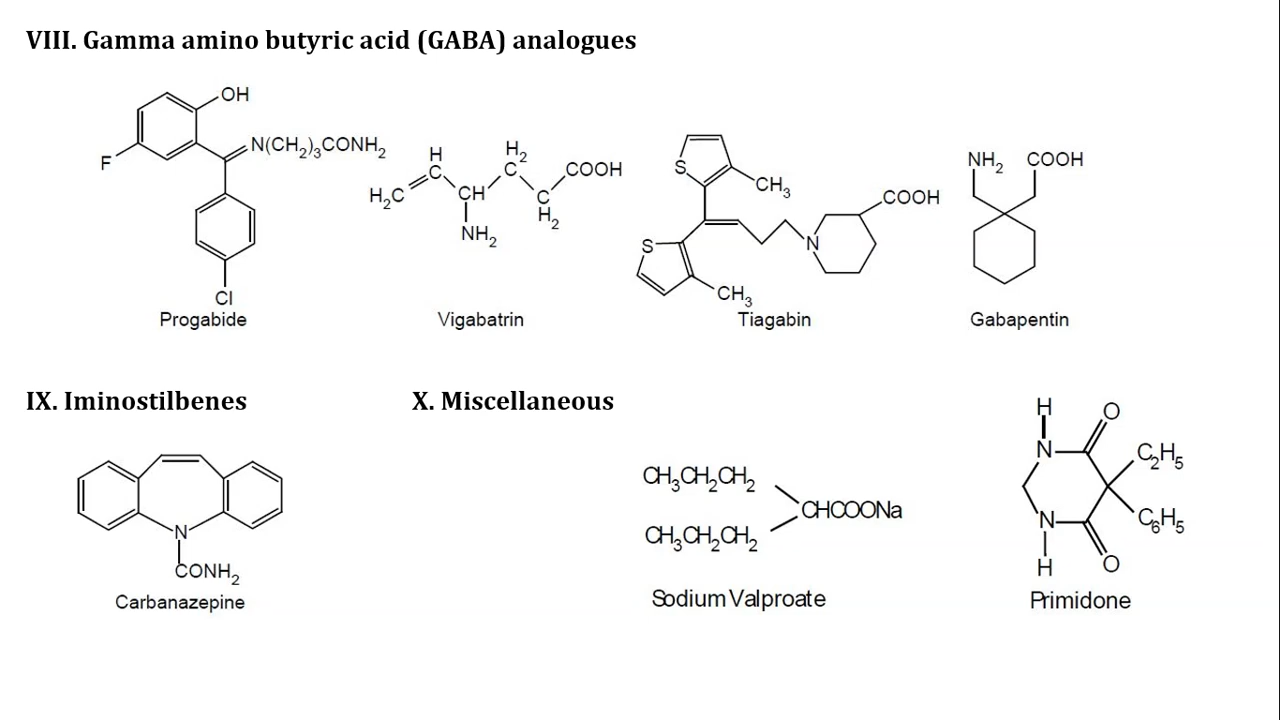 VIII. Gamma amino butyric acid (GABA) analogues
OH
F
N(CH2)3CONH2
Cl
Progabide
H
H2
H2C
CH
C
C
C
COOH
H2
NH2
Vigabatrin
S
CH3
COOH
N
S
CH3
Tiagabin
NH2
COOH
Gabapentin
IX. Iminostilbenes
N
CONH2
Carbanazepine
X. Miscellaneous
CH3CH2CH2
CHCOONa
CH3CH2CH2
Sodium Valproate
H
O
N
C2H5
N
C6H5
H
O
Primidone